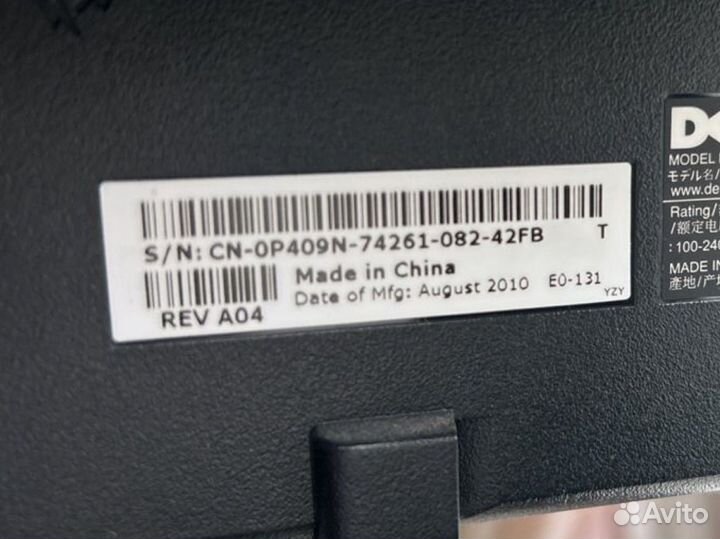 S/N: CN-0P409N-74261-082-42FB T
Made in China
Date of Mfg: August 2010 E0-131
YZY
REV A04
MODEL
モデル名/
www.de
Rating/
/额定电
: 100-240
MADE IN
產地/产
Avito